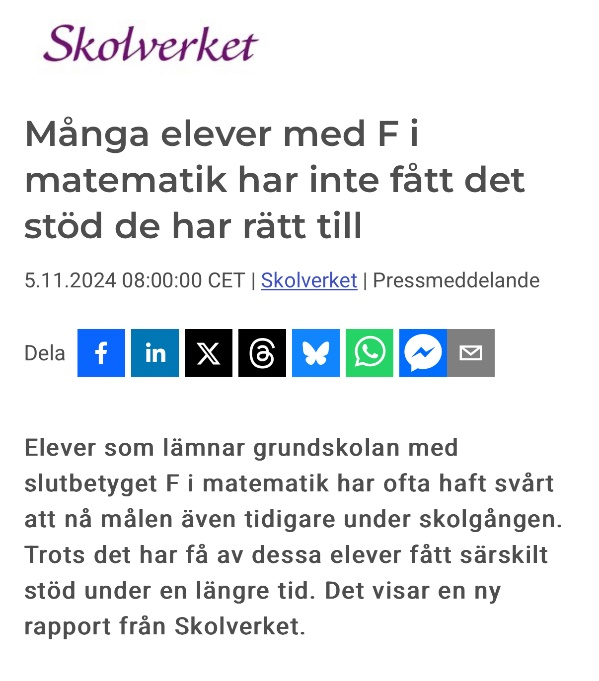 Skolverket
Många elever med F i
matematik har inte fått det
stöd de har rätt till
5.11.2024 08:00:00 CET | Skolverket | Pressmeddelande
Dela
Elever som lämnar grundskolan med
slutbetyget F i matematik har ofta haft svårt
att nå målen även tidigare under skolgången.
Trots det har få av dessa elever fått särskilt
stöd under en längre tid. Det visar en ny
rapport från Skolverket.